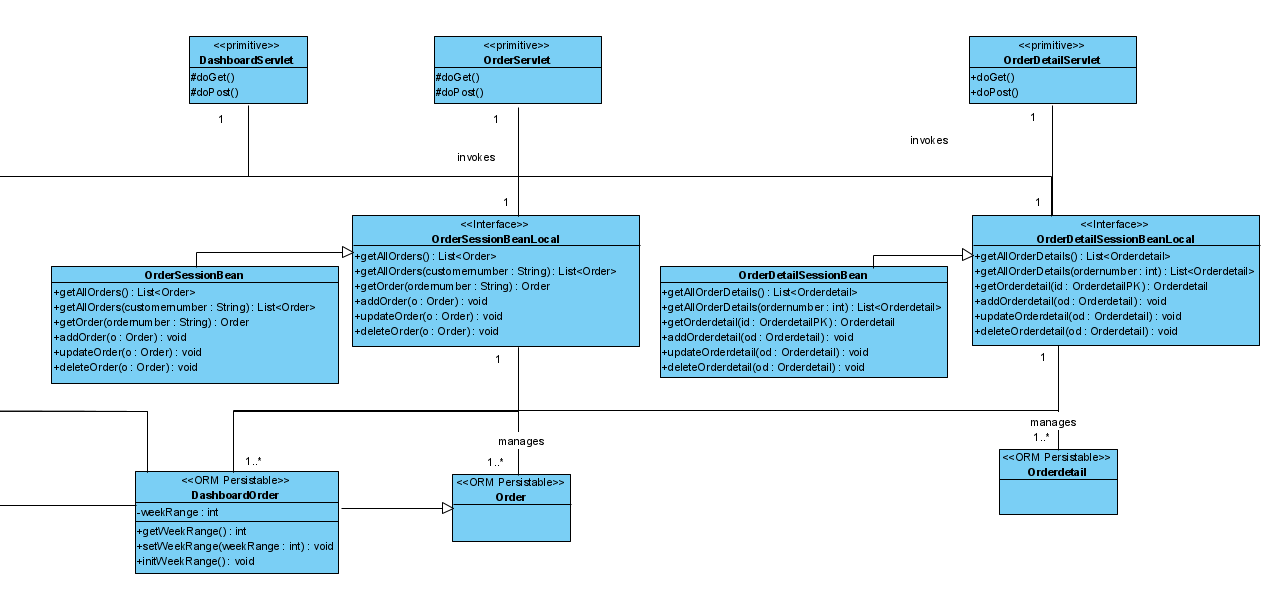 <<primitive>>
DashboardServlet
#doGet()
#doPost()
<<primitive>>
OrderServlet
#doGet()
#doPost()
<<primitive>>
OrderDetailServlet
+doGet()
+doPost()
1
1
1
invokes
invokes
1
1
<<Interface>>
OrderSessionBeanLocal
+getAllOrders() : List<Order>
+getAllOrders(customernumber : String) : List<Order>
+getOrder(ordernumber : String) : Order
+addOrder(o : Order) : void
+updateOrder(o : Order) : void
+deleteOrder(o : Order) : void
<<Interface>>
OrderDetailSessionBeanLocal
+getAllOrderDetails() : List<Orderdetail>
+getAllOrderDetails(ordernumber : int) : List<Orderdetail>
+getOrderdetail(id : OrderdetailPK) : Orderdetail
+addOrderdetail(od : Orderdetail) : void
+updateOrderdetail(od : Orderdetail) : void
+deleteOrderdetail(od : Orderdetail) : void
OrderSessionBean
+getAllOrders() : List<Order>
+getAllOrders(customernumber : String) : List<Order>
+getOrder(ordernumber : String) : Order
+addOrder(o : Order) : void
+updateOrder(o : Order) : void
+deleteOrder(o : Order) : void
OrderDetailSessionBean
+getAllOrderDetails() : List<Orderdetail>
+getAllOrderDetails(ordernumber : int) : List<Orderdetail>
+getOrderdetail(id : OrderdetailPK) : Orderdetail
+addOrderdetail(od : Orderdetail) : void
+updateOrderdetail(od : Orderdetail) : void
+deleteOrderdetail(od : Orderdetail) : void
1
1
manages
manages
1..*
1..*
1..*
<<ORM Persistable>>
DashboardOrder
-weekRange : int
+getWeekRange() : int
+setWeekRange(weekRange : int) : void
+initWeekRange() : void
<<ORM Persistable>>
Order
<<ORM Persistable>>
Orderdetail